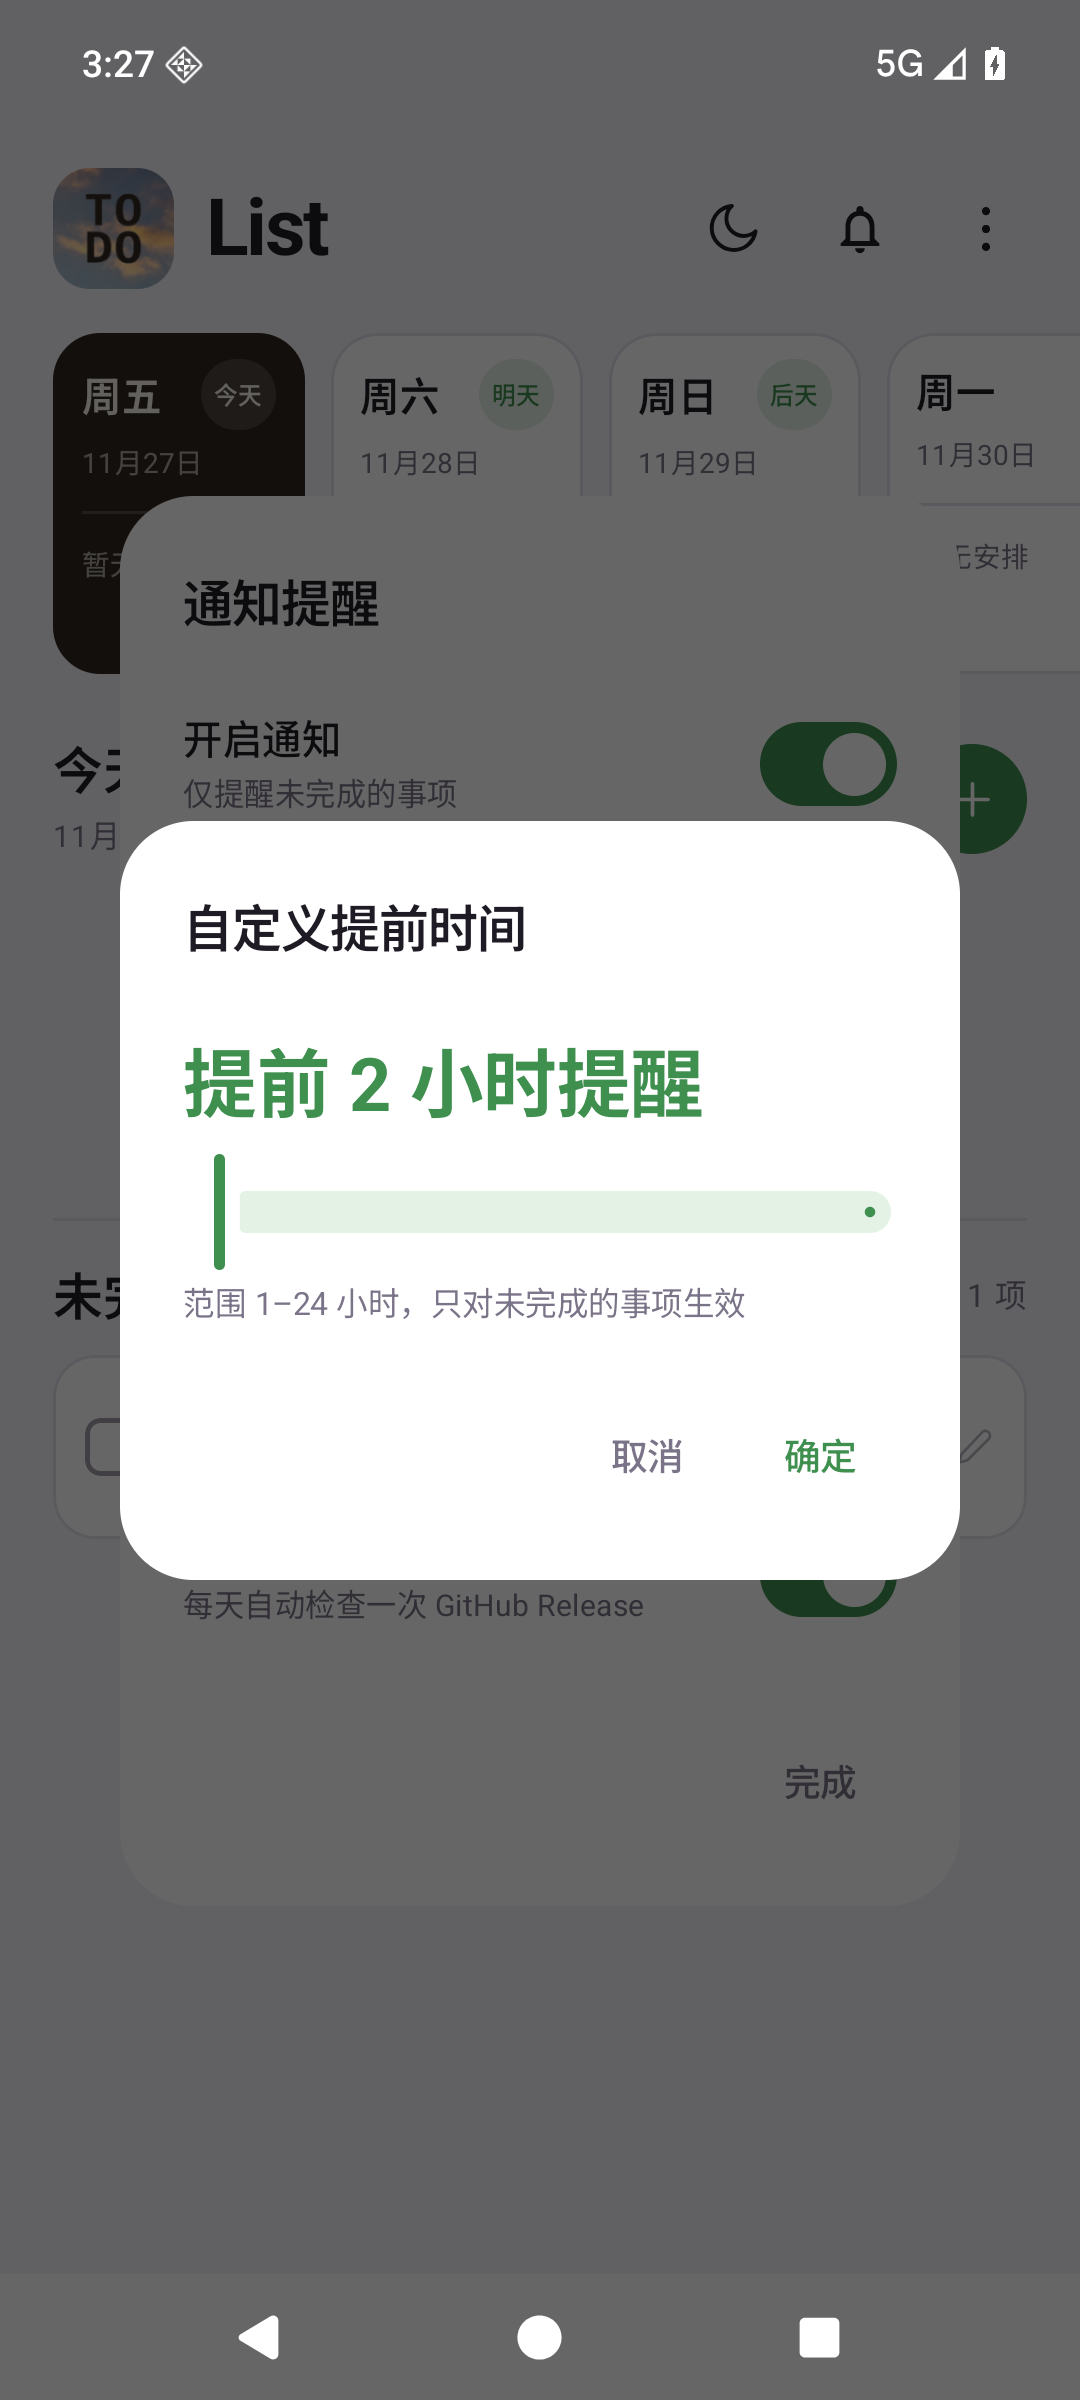 3:27
5G
TO
DO
List
周五
今天
周六
明天
周日
后天
周一
11月27日
11月28日
11月29日
11月30日
安排
通知提醒
开启通知
仅提醒未完成的事项
11月
自定义提前时间
提前 2 小时提醒
范围 1–24 小时，只对未完成的事项生效
1 项
取消
确定
每天自动检查一次 GitHub Release
完成